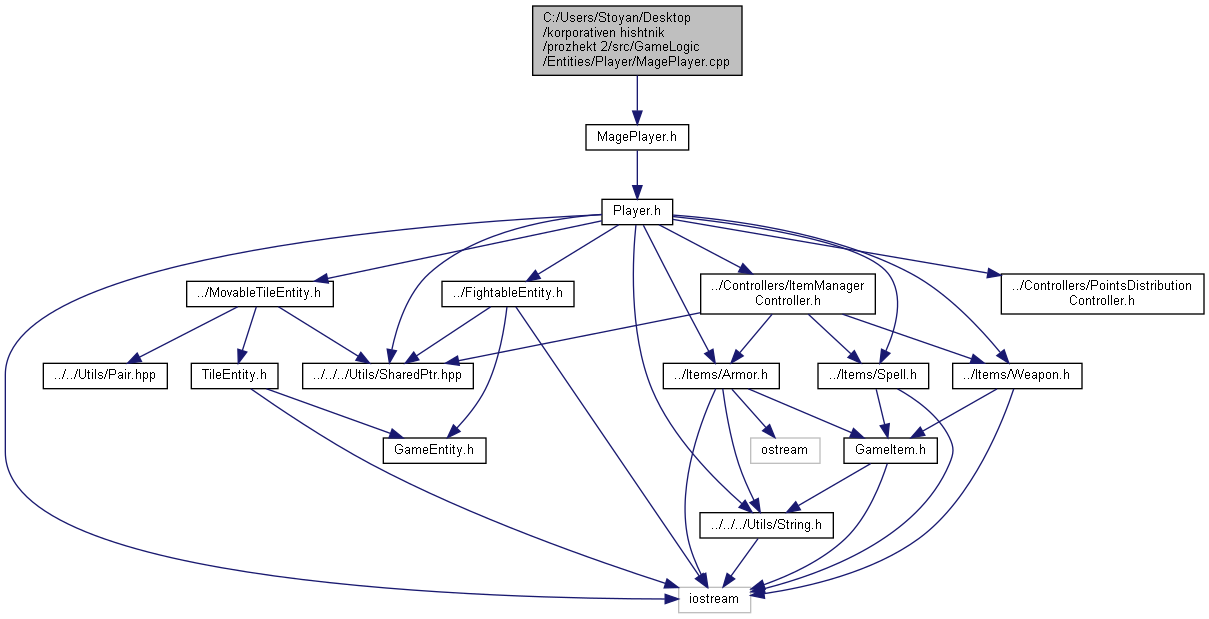 C:/Users/Stoyan/Desktop
/korporativen hishtnik
/prozhekt 2/src/GameLogic
/Entities/Player/MagePlayer.cpp
MagePlayer.h
Player.h
../MovableTileEntity.h
../FightableEntity.h
../Controllers/ItemManager
Controller.h
../Controllers/PointsDistribution
Controller.h
../../Utils/Pair.hpp
TileEntity.h
../../../Utils/SharedPtr.hpp
../Items/Armor.h
../Items/Spell.h
../Items/Weapon.h
GameEntity.h
ostream
GameItem.h
../../../Utils/String.h
iostream